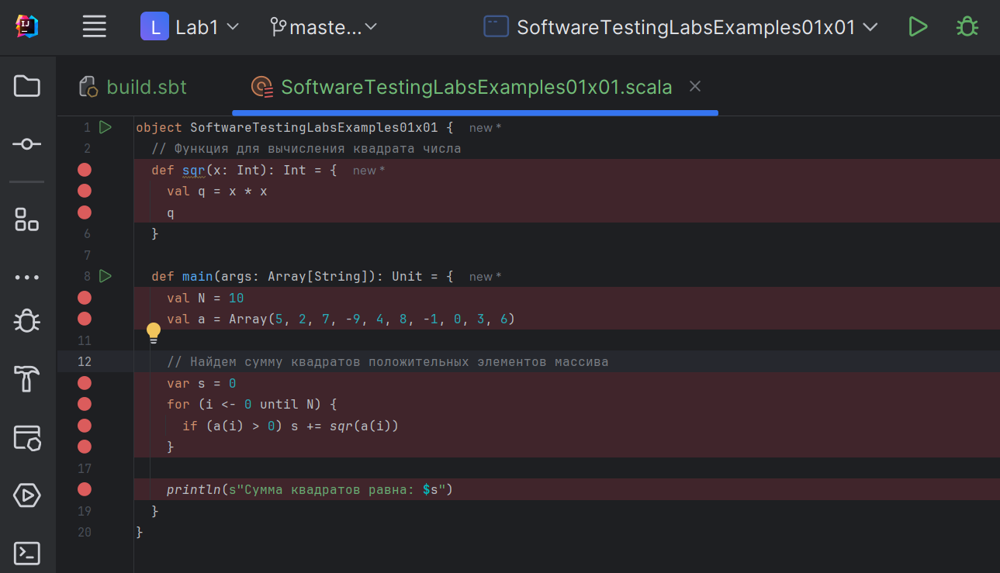 IJ
L Lab1 maste... SoftwareTestingLabsExamples01x01
build.sbt SoftwareTestingLabsExamples01x01.scala
1 object SoftwareTestingLabsExamples01x01 { new *
2 // Функция для вычисления квадрата числа
def sqr(x: Int): Int = { new *
val q = x * x
q
6 }
7
8 def main(args: Array[String]): Unit = { new *
val N = 10
val a = Array(5, 2, 7, -9, 4, 8, -1, 0, 3, 6)
11
12 // Найдем сумму квадратов положительных элементов массива
var s = 0
for (i <- 0 until N) {
if (a(i) > 0) s += sqr(a(i))
}
17
println(s"Сумма квадратов равна: $s")
19 }
20 }